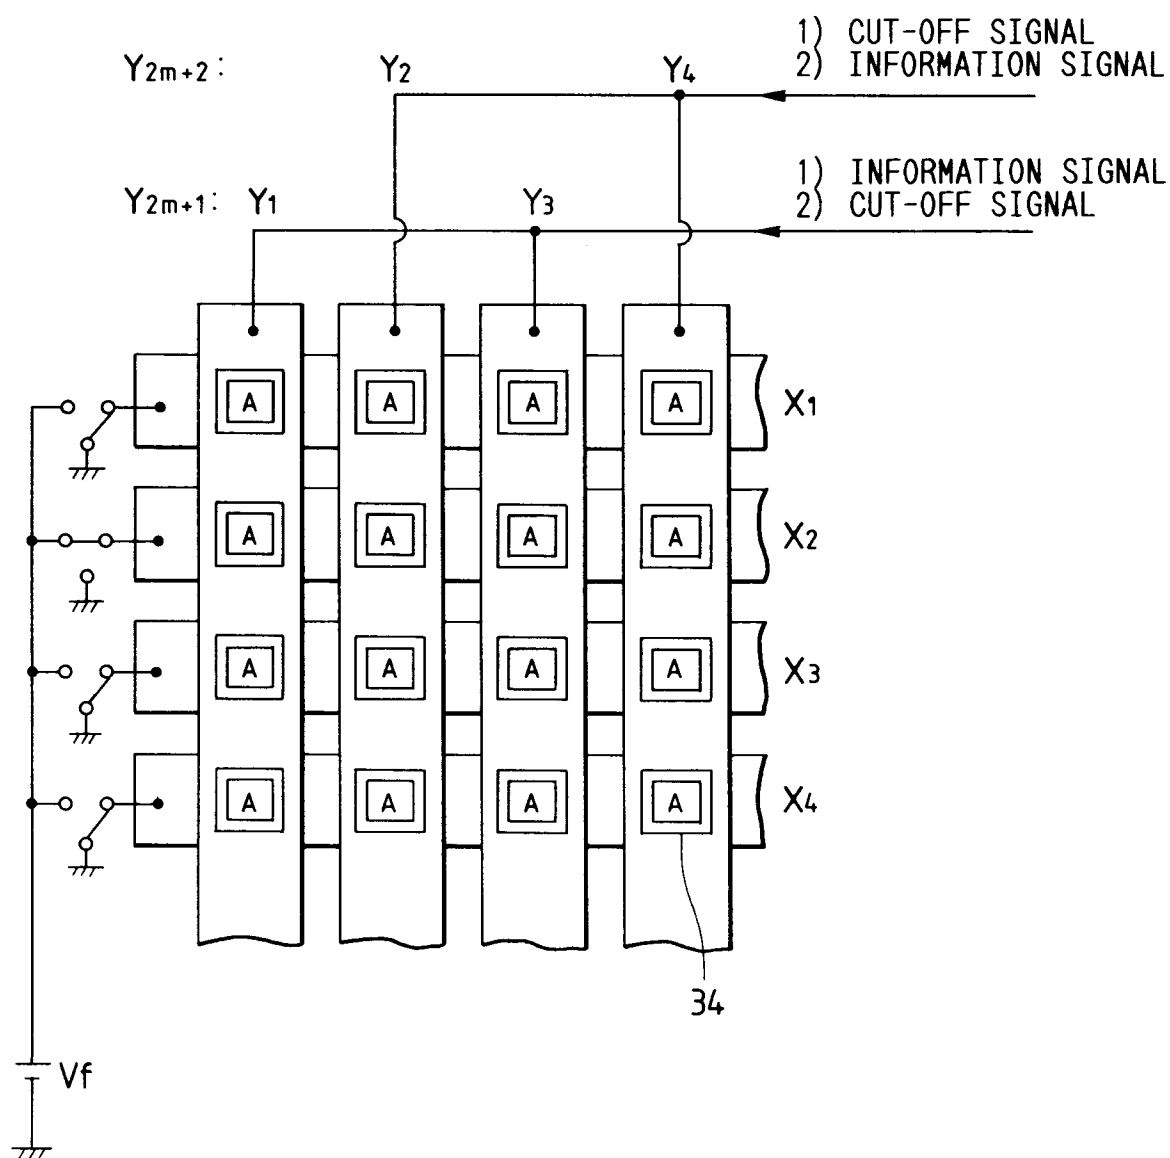 1) CUT-OFF SIGNAL
Y2m+2: Y2 Y4 2) INFORMATION SIGNAL
1) INFORMATION SIGNAL
Y2m+1: Y1 Y3 2) CUT-OFF SIGNAL
A A A A X1
A A A A X2
A A A A X3
A A A A X4
34
Vf